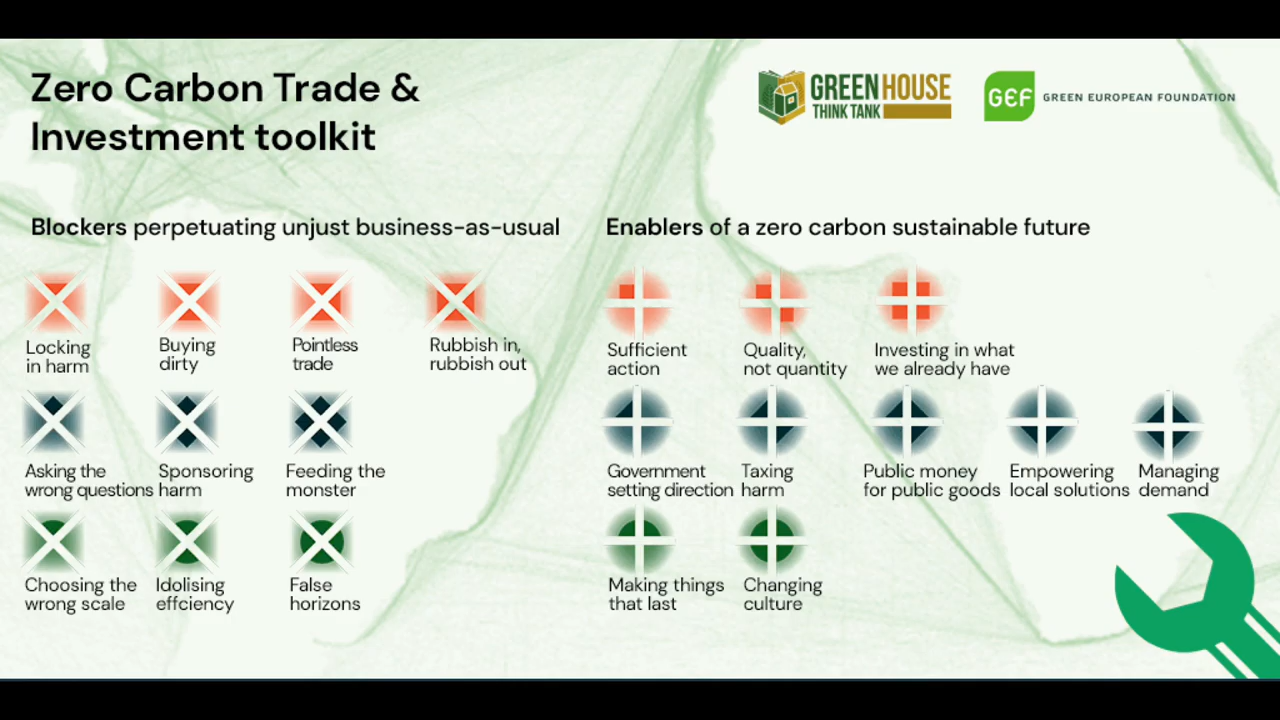 Zero Carbon Trade &
Investment toolkit
GREEN HOUSE
THINK TANK
GEF GREEN EUROPEAN FOUNDATION
Blockers perpetuating unjust business-as-usual
Locking
in harm
Buying
dirty
Pointless
trade
Rubbish in,
rubbish out
Asking the
wrong questions
Sponsoring
harm
Feeding the
monster
Choosing the
wrong scale
Idolising
effciency
False
horizons
Enablers of a zero carbon sustainable future
Sufficient
action
Quality,
not quantity
Investing in what
we already have
Government
setting direction
Taxing
harm
Public money
for public goods
Empowering
local solutions
Managing
demand
Making things
that last
Changing
culture